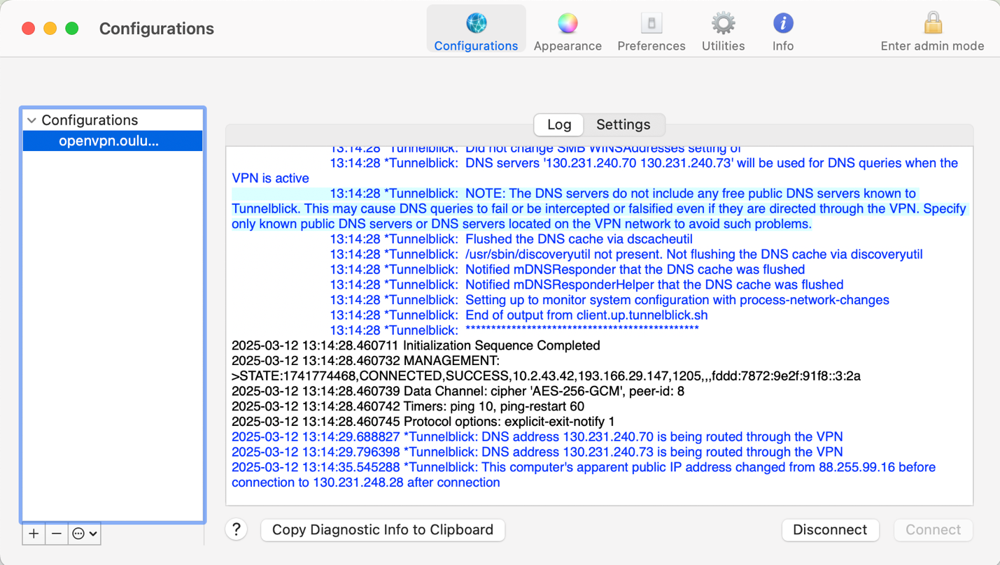 Configurations
Configurations
Appearance
Preferences
Utilities
Info
Enter admin mode
Configurations
openvpn.oulu...
Log
Settings
13:14:28 *Tunnelblick: Did not change SMB WINSAddresses setting of
13:14:28 *Tunnelblick: DNS servers '130.231.240.70 130.231.240.73' will be used for DNS queries when the
VPN is active
13:14:28 *Tunnelblick: NOTE: The DNS servers do not include any free public DNS servers known to
Tunnelblick. This may cause DNS queries to fail or be intercepted or falsified even if they are directed through the VPN. Specify
only known public DNS servers or DNS servers located on the VPN network to avoid such problems.
13:14:28 *Tunnelblick: Flushed the DNS cache via dscacheutil
13:14:28 *Tunnelblick: /usr/sbin/discoveryutil not present. Not flushing the DNS cache via discoveryutil
13:14:28 *Tunnelblick: Notified mDNSResponder that the DNS cache was flushed
13:14:28 *Tunnelblick: Notified mDNSResponderHelper that the DNS cache was flushed
13:14:28 *Tunnelblick: Setting up to monitor system configuration with process-network-changes
13:14:28 *Tunnelblick: End of output from client.up.tunnelblick.sh
13:14:28 *Tunnelblick: **********************************************
2025-03-12 13:14:28.460711 Initialization Sequence Completed
2025-03-12 13:14:28.460732 MANAGEMENT:
>STATE:1741774468,CONNECTED,SUCCESS,10.2.43.42,193.166.29.147,1205,,,fddd:7872:9e2f:91f8::3:2a
2025-03-12 13:14:28.460739 Data Channel: cipher 'AES-256-GCM', peer-id: 8
2025-03-12 13:14:28.460742 Timers: ping 10, ping-restart 60
2025-03-12 13:14:28.460745 Protocol options: explicit-exit-notify 1
2025-03-12 13:14:29.688827 *Tunnelblick: DNS address 130.231.240.70 is being routed through the VPN
2025-03-12 13:14:29.796398 *Tunnelblick: DNS address 130.231.240.73 is being routed through the VPN
2025-03-12 13:14:35.545288 *Tunnelblick: This computer's apparent public IP address changed from 88.255.99.16 before
connection to 130.231.248.28 after connection
?
Copy Diagnostic Info to Clipboard
Disconnect
Connect